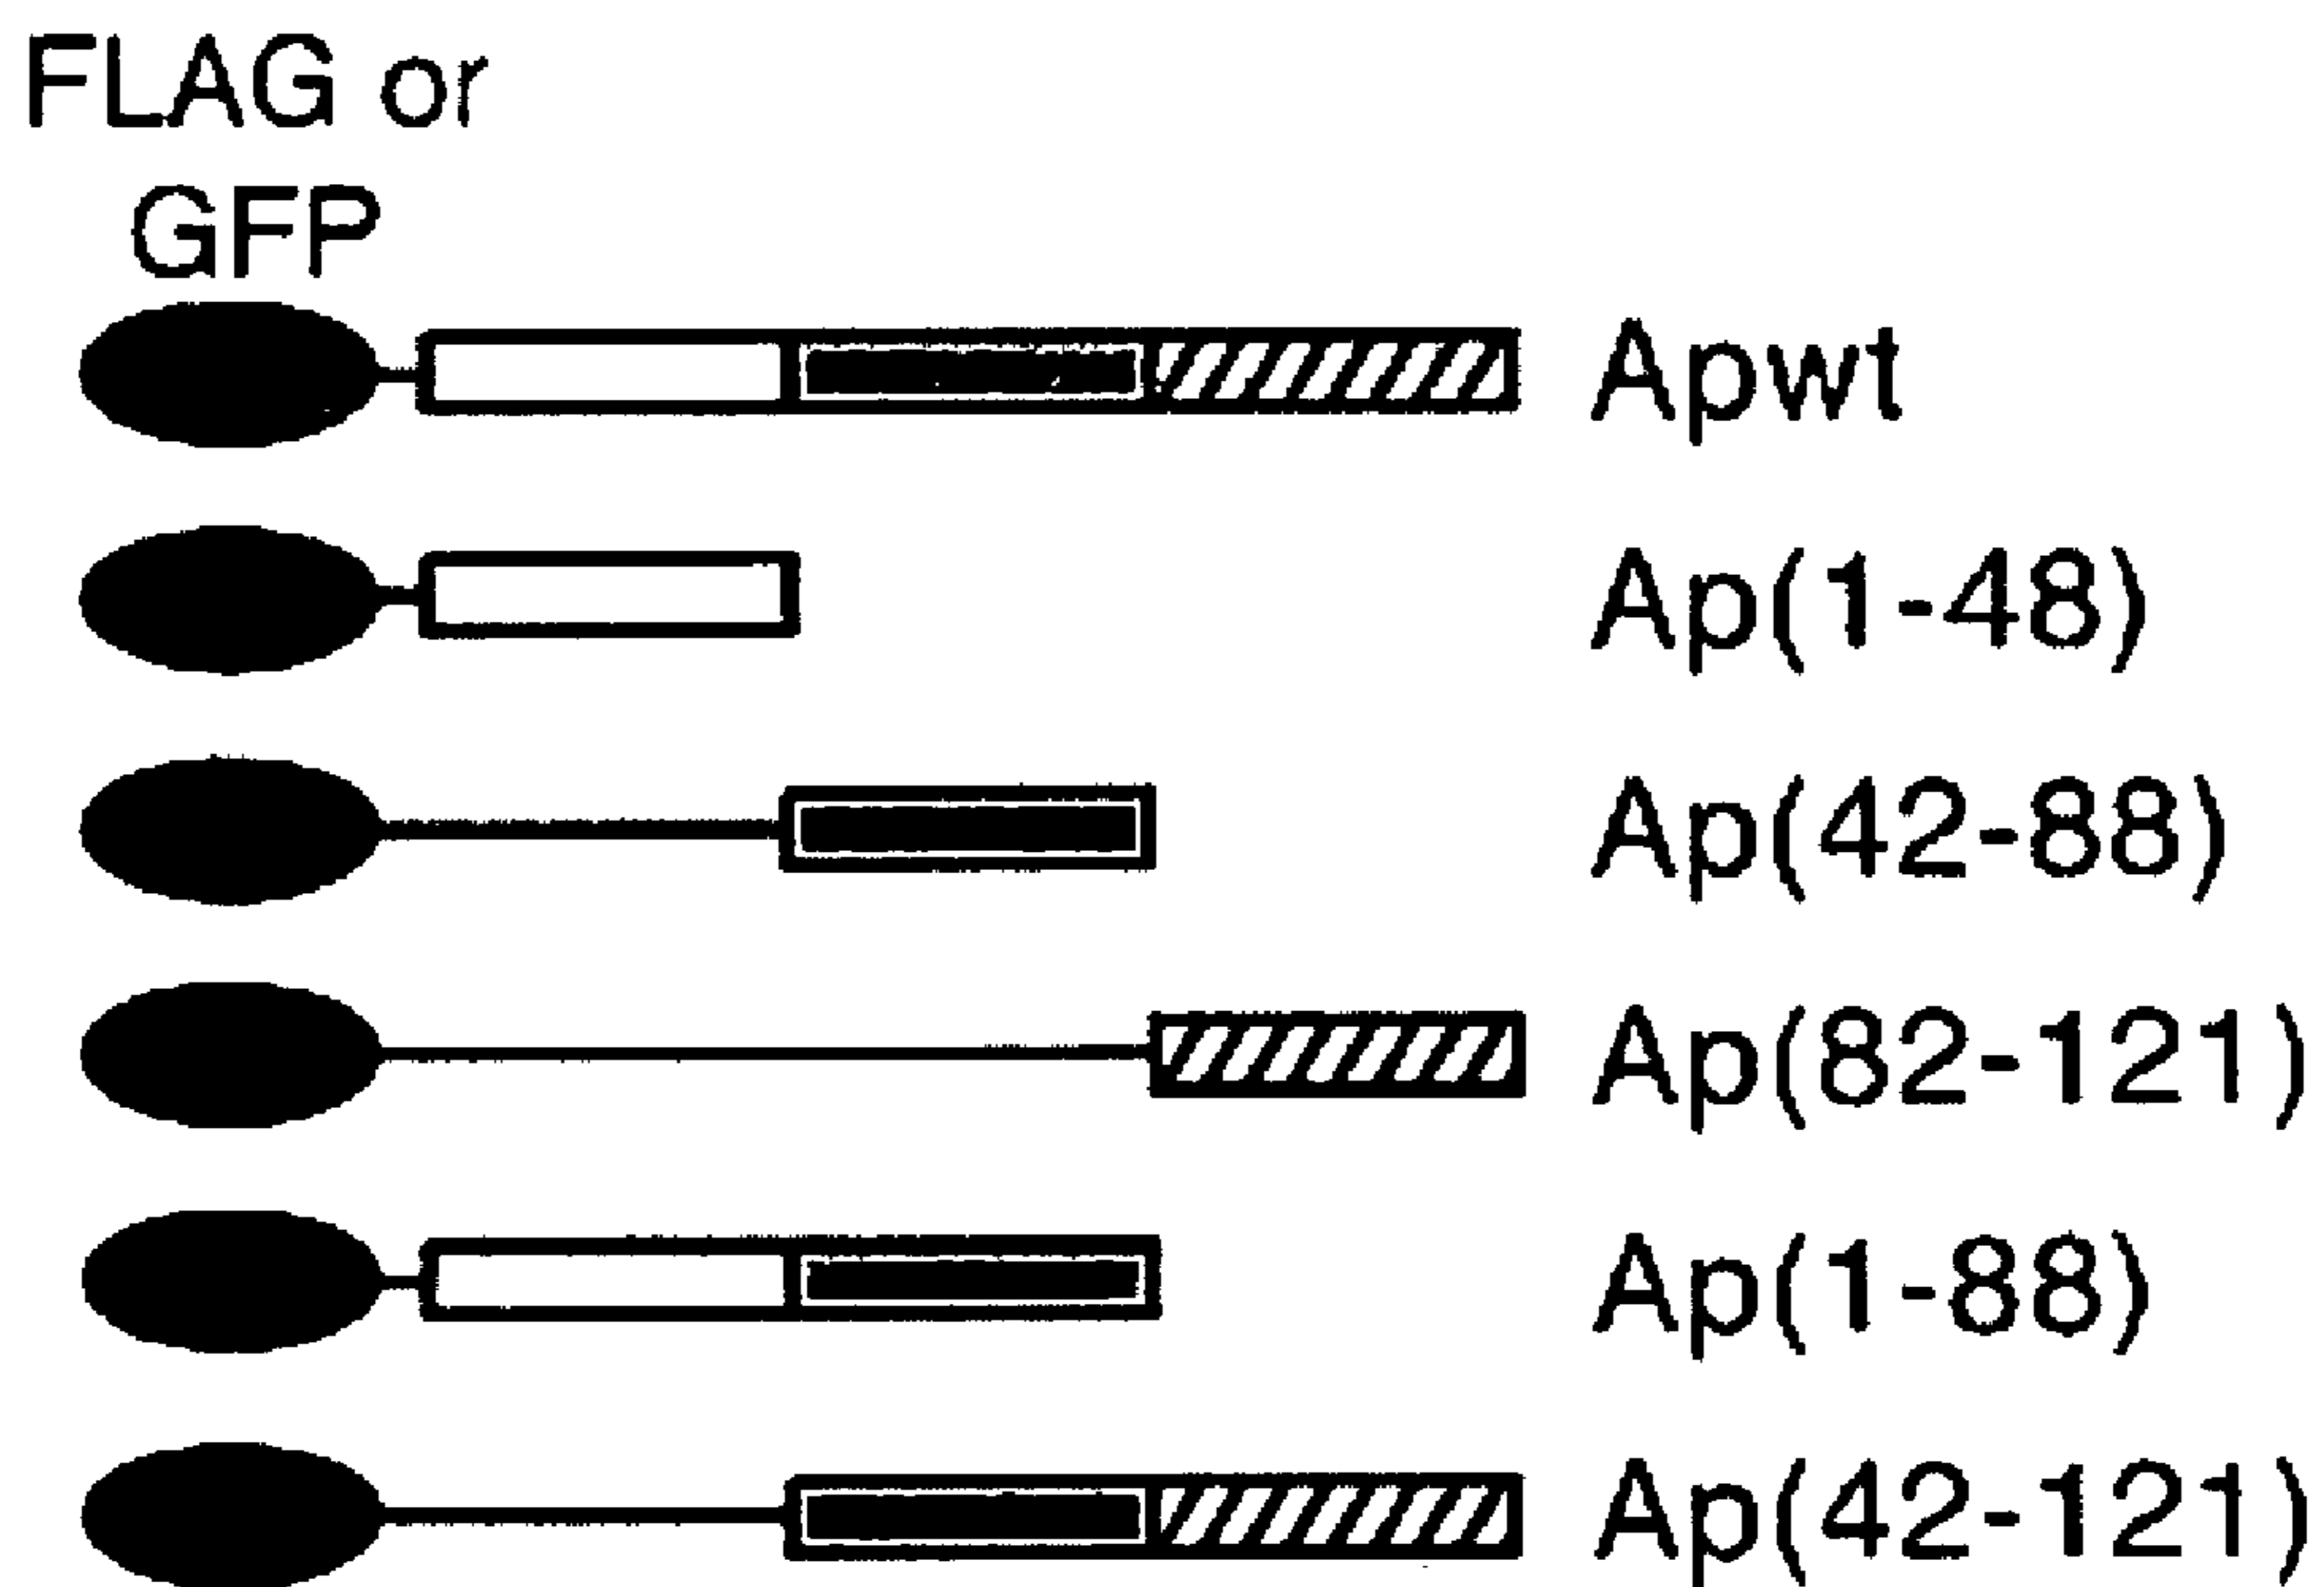 FLAG or
GFP
Apwt
Ap(1-48)
Ap(42-88)
Ap(82-121)
Ap(1-88)
Ap(42-121)